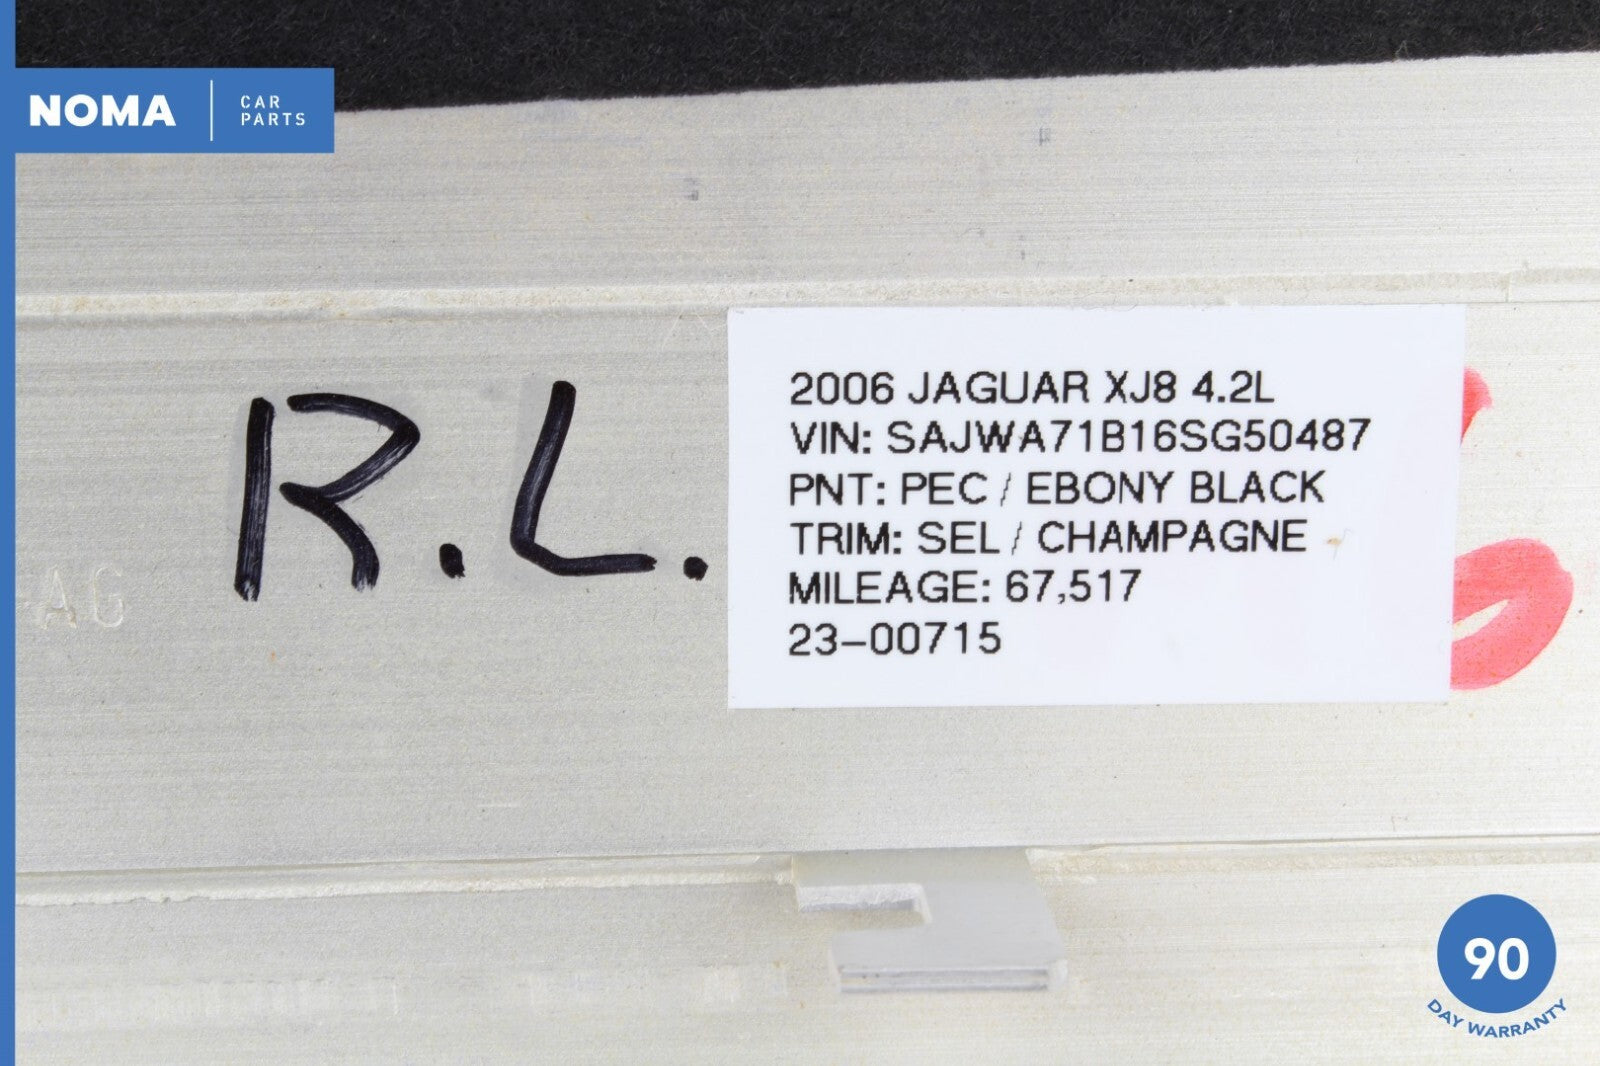 NOMA
CAR
PARTS
R.L.
2006 JAGUAR XJ8 4.2L
VIN: SAJWA71B16SG50487
PNT: PEC / EBONY BLACK
TRIM: SEL / CHAMPAGNE
MILEAGE: 67,517
23-00715
AG
90
DAY WARRANTY